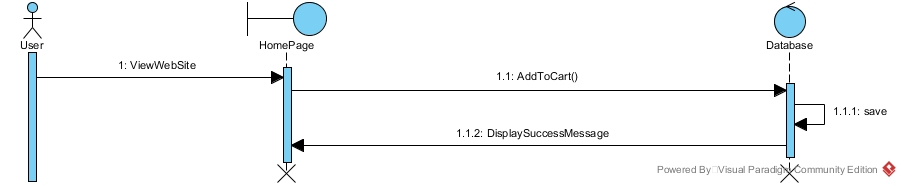 User
HomePage
Database
1: ViewWebSite
1.1: AddToCart()
1.1.1: save
1.1.2: DisplaySuccessMessage
Powered By Visual Paradigm Community Edition